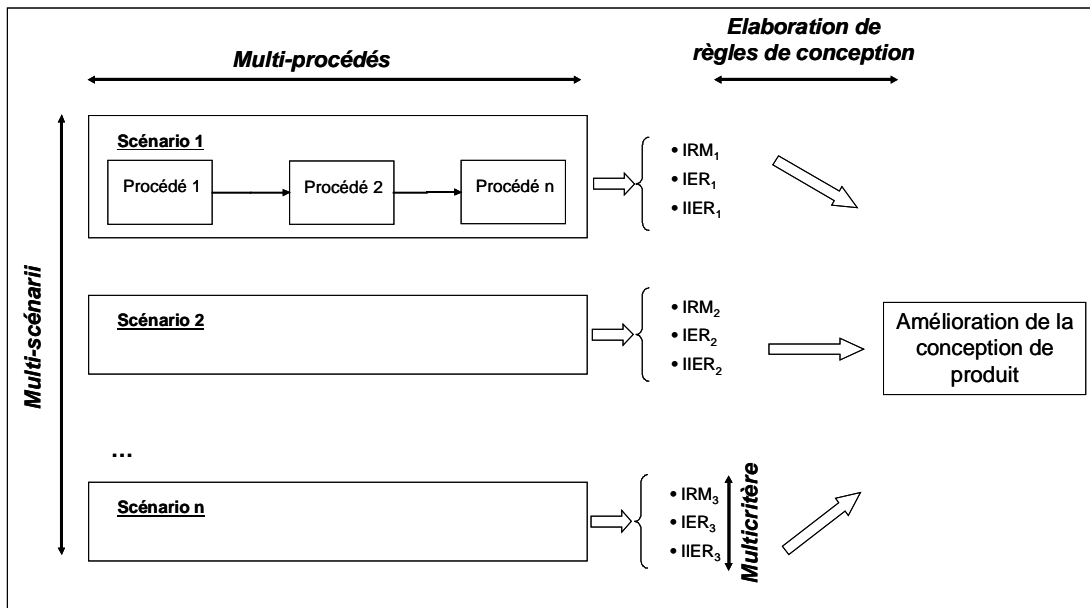 Elaboration de
règles de conception
Multi-procédés
Multi-scénarii
Scénario 1
Procédé 1
Procédé 2
Procédé n
• IRM₁
• IER₁
• IIER₁
Scénario 2
• IRM₂
• IER₂
• IIER₂
Amélioration de la
conception de
produit
...
Scénario n
• IRM₃
• IER₃
• IIER₃
Multicritère